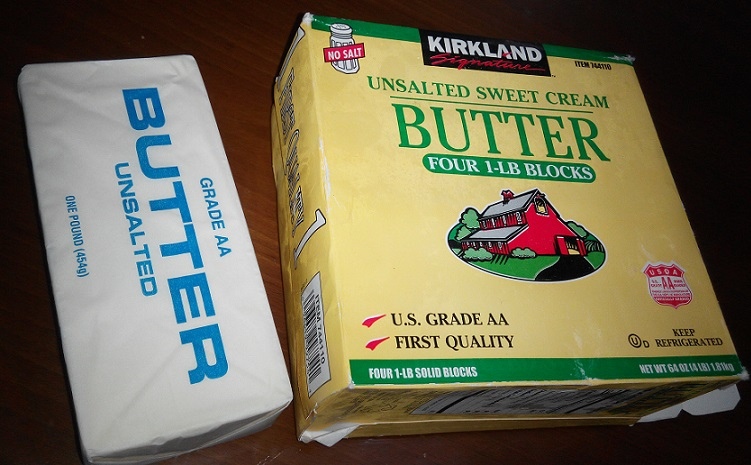 GRADE AA
BUTTER
UNSALTED
ONE POUND (454g)
NO SALT
KIRKLAND
Signature
ITEM 744110
UNSALTED SWEET CREAM
BUTTER
FOUR 1-LB BLOCKS
USDA
AA
U.S. GRADE AA
FIRST QUALITY
U D
KEEP
REFRIGERATED
FOUR 1-LB SOLID BLOCKS
NET WT 64 OZ (4 LB) 1.81kg